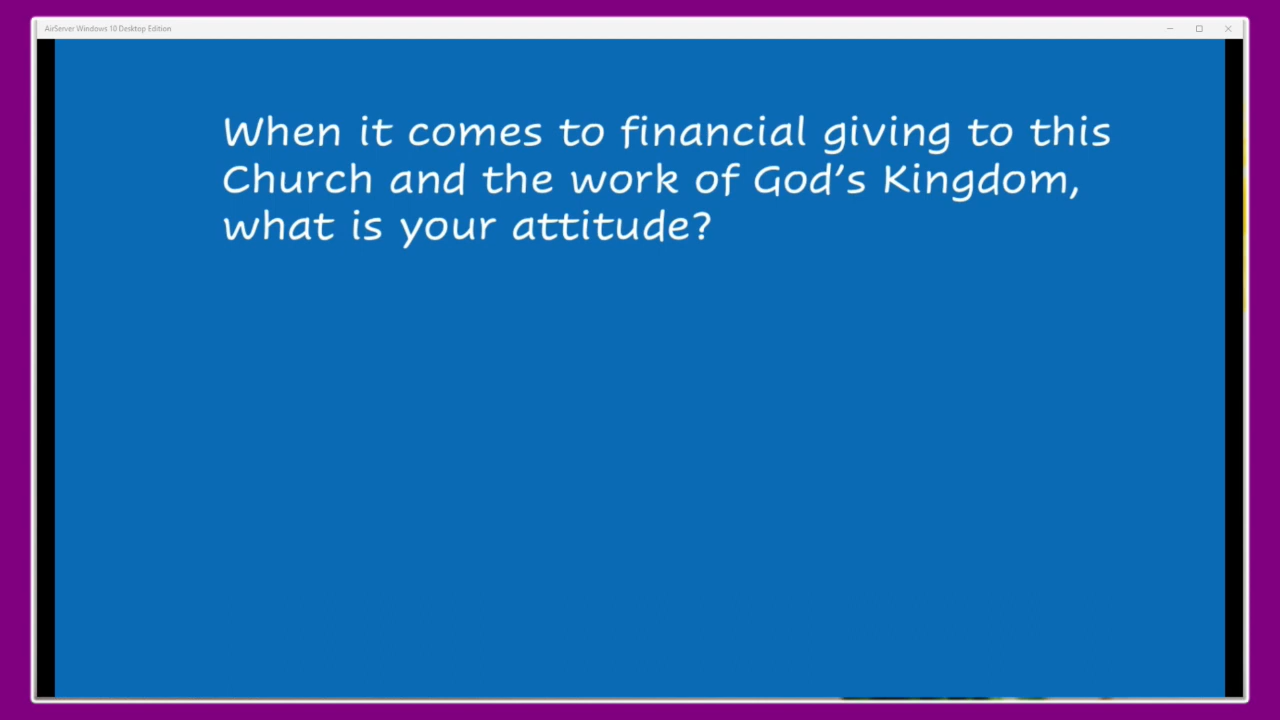 AirServer Windows 10 Desktop Edition
When it comes to financial giving to this
Church and the work of God's Kingdom,
what is your attitude?